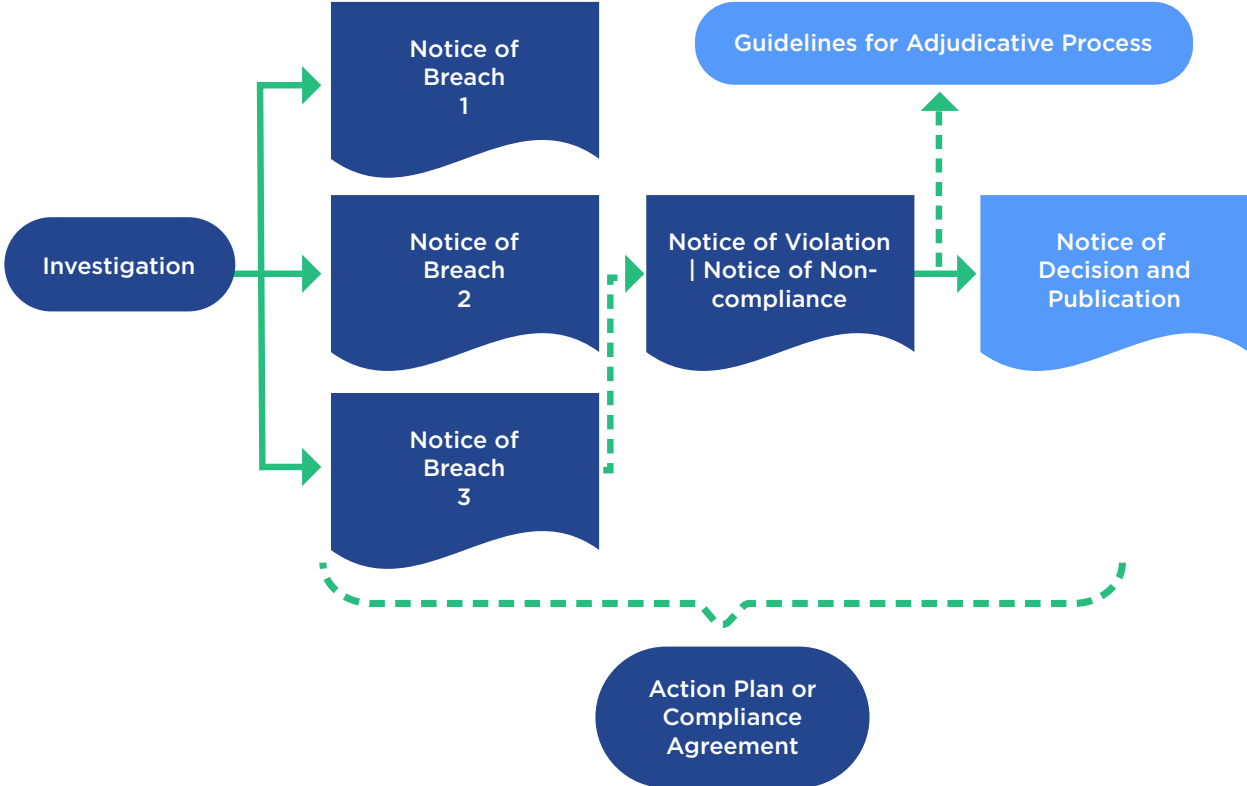 Notice of
Breach
1
Guidelines for Adjudicative Process
Investigation
Notice of
Breach
2
Notice of Violation
| Notice of Non-
compliance
Notice of
Decision and
Publication
Notice of
Breach
3
Action Plan or
Compliance
Agreement